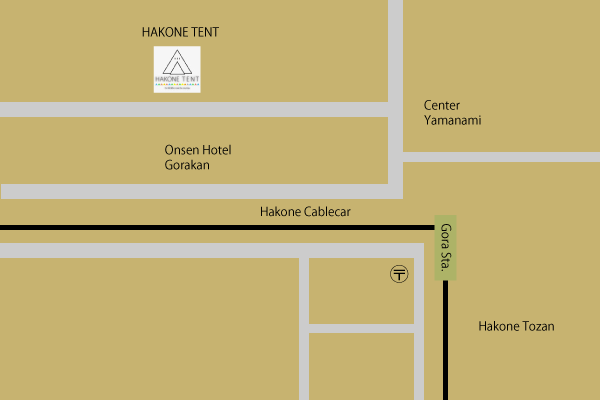 HAKONE TENT
HAKONE TENT
Center
Yamanami
Onsen Hotel
Gorakan
Hakone Cablecar
Gora Sta.
〒
Hakone Tozan